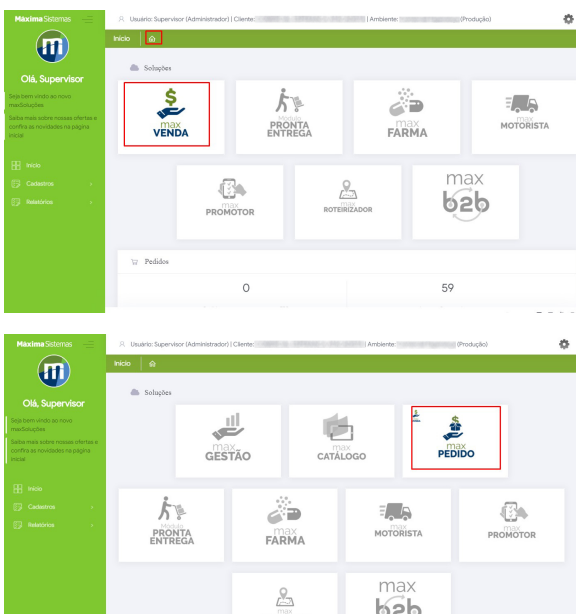 Máxima Sistemas
Usuário: Supervisor (Administrador) | Cliente:
| Ambiente:
(Produção)
Início
Olá, Supervisor
Seja bem vindo ao novo
maxSoluções
Saiba mais sobre nossas ofertas e
confira as novidades na página
inicial
Início
Cadastros
Relatórios
Soluções
max
VENDA
Módulo
PRONTA
ENTREGA
max
FARMA
max
MOTORISTA
max
PROMOTOR
max
ROTEIRIZADOR
max
b2b
Pedidos
0
59
Máxima Sistemas
Usuário: Supervisor (Administrador) | Cliente:
| Ambiente:
(Produção)
Início
Olá, Supervisor
Seja bem vindo ao novo
maxSoluções
Saiba mais sobre nossas ofertas e
confira as novidades na página
inicial
Início
Cadastros
Relatórios
Soluções
max
GESTÃO
max
CATÁLOGO
max
PEDIDO
Módulo
PRONTA
ENTREGA
max
FARMA
max
MOTORISTA
max
PROMOTOR
max
max
b2b